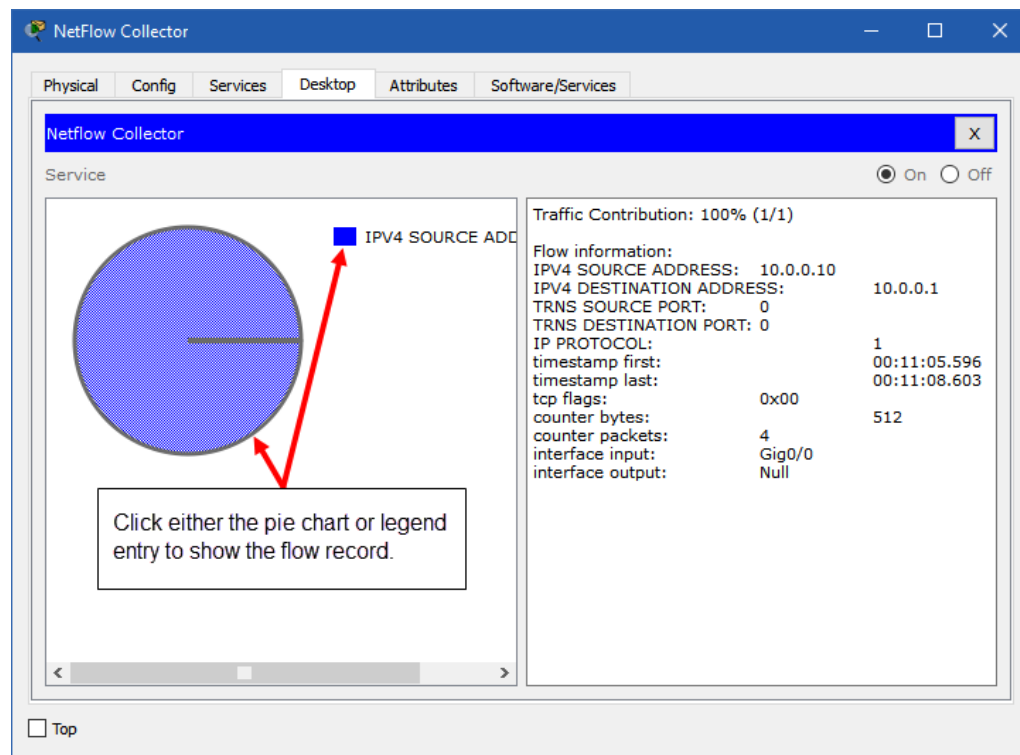 NetFlow Collector
Physical Config Services Desktop Attributes Software/Services
Netflow Collector X
Service On Off
IPV4 SOURCE ADD
Click either the pie chart or legend
entry to show the flow record.
Traffic Contribution: 100% (1/1)
Flow information:
IPV4 SOURCE ADDRESS: 10.0.0.10
IPV4 DESTINATION ADDRESS: 10.0.0.1
TRNS SOURCE PORT: 0
TRNS DESTINATION PORT: 0
IP PROTOCOL: 1
timestamp first: 00:11:05.596
timestamp last: 00:11:08.603
tcp flags: 0x00
counter bytes: 512
counter packets: 4
interface input: Gig0/0
interface output: Null
Top